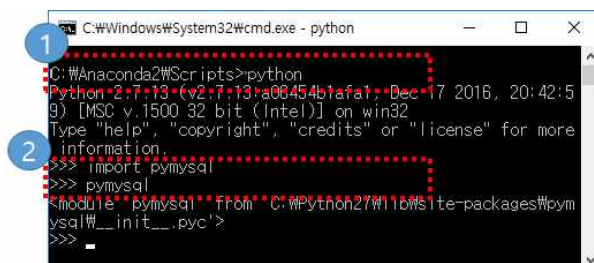 C:₩Windows₩System32₩cmd.exe - python
1
C:₩Anaconda2₩Scripts>python
Python 2.7.13 (v2.7.13:a06454b1afa1, Dec 17 2016, 20:42:5
9) [MSC v.1500 32 bit (Intel)] on win32
Type "help", "copyright", "credits" or "license" for more
2
information.
>>> import pymysql
>>> pymysql
<module 'pymysql' from 'C:₩Python27₩lib₩site-packages₩pym
ysql₩__init__.pyc'>
>>>